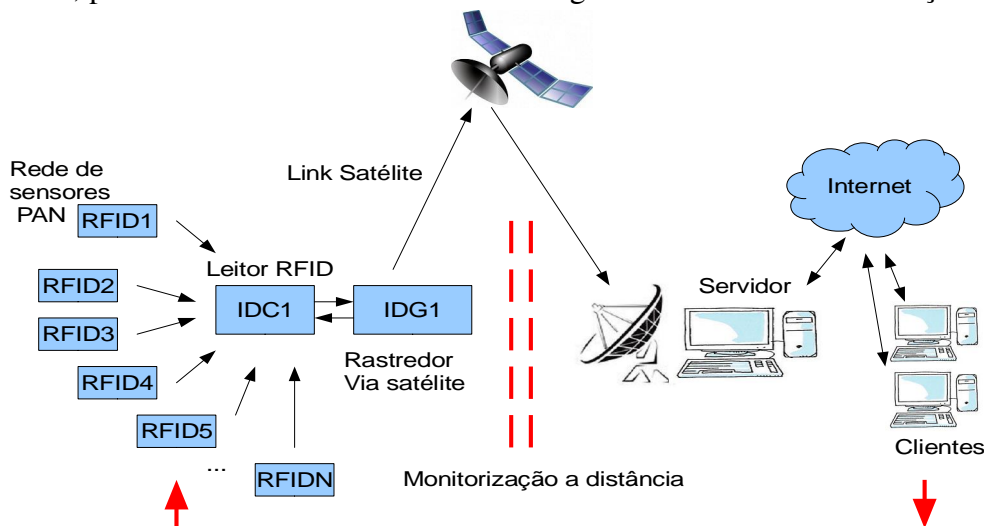 Link Satélite
Rede de
sensores
PAN
RFID1
Internet
Leitor RFID
Servidor
RFID2
IDC1
IDG1
RFID3
Rastredor
Via satélite
RFID4
RFID5
Clientes
...
RFIDN
Monitorização a distância